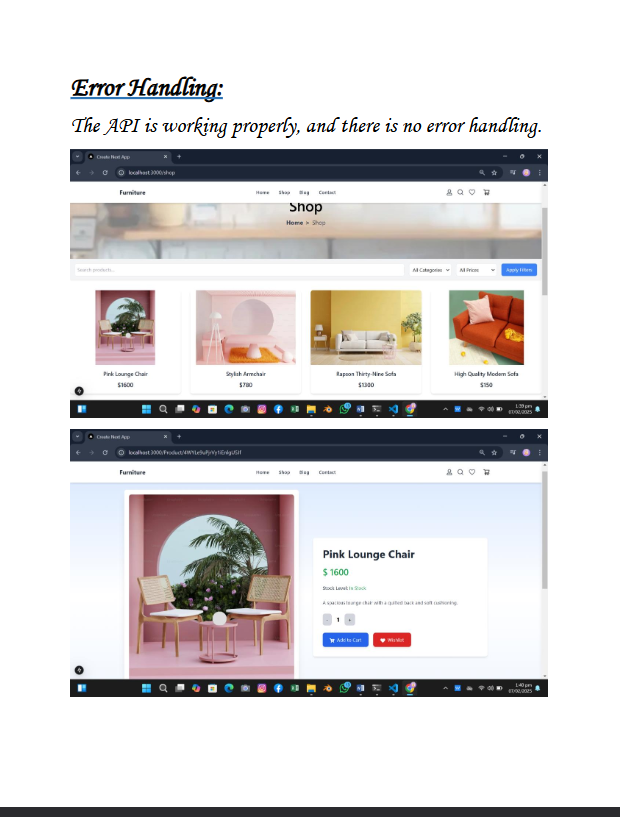 Error Handling:
The API is working properly, and there is no error handling.
Create Next App
localhost:3000/shop
Furniture
Home Shop Blog Contact
Shop
Home > Shop
Search products...
All Categories All Prices Apply Filters
Pink Lounge Chair Stylish Armchair Rapson Thirty-Nine Sofa High Quality Modern Sofa
$1600 $780 $1300 $150
1:39 pm
07/02/2025
Create Next App
Furniture
Home Shop Blog Contact
Pink Lounge Chair
$ 1600
Stock Level: In Stock
A spacious lounge chair with a quilted back and soft cushioning.
- 1 +
Add to Cart Wishlist
1:40 pm
07/02/2025